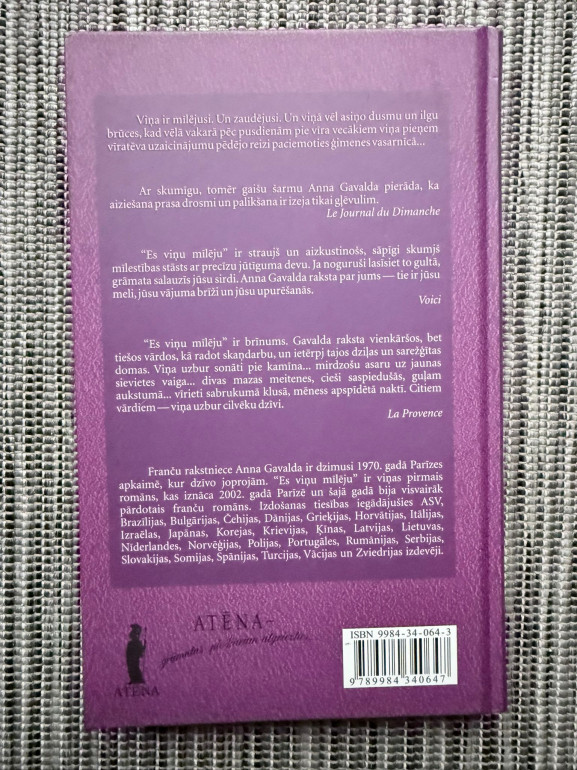 Viņa ir mīlējusi. Un zaudējusi. Un viņā vēl asiņo dusmu un ilgu
brūces, kad vēlā vakarā pēc pusdienām pie vīra vecākiem viņa pieņem
vīratēva uzaicinājumu pēdējo reizi paciemoties ģimenes vasarnīcā...
Ar skumīgu, tomēr gaišu šarmu Anna Gavalda pierāda, ka
aiziešana prasa drosmi un palikšana ir izeja tikai gļēvulim.
Le Journal du Dimanche
“Es viņu mīlēju” ir straujš un aizkustinošs, sāpīgi skumjš
mīlestības stāsts ar precīzu jūtīguma devu. Ja noguruši lasīsiet to gultā,
grāmata salauzīs jūsu sirdi. Anna Gavalda raksta par jums — tie ir jūsu
meli, jūsu vājuma brīži un jūsu upurēšanās.
Voici
“Es viņu mīlēju” ir brīnums. Gavalda raksta vienkāršos, bet
tiešos vārdos, kā radot skaņdarbu, un ietērpj tajos dziļas un sarežģītas
domas. Viņa uzbur sonāti pie kamīna... mirdzošu asaru uz jaunas
sievietes vaiga... divas mazas meitenes, cieši saspiedušās, guļam
aukstumā... vīrieti sabrukumā klusā, mēness apspīdētā naktī. Citiem
vārdiem — viņa uzbur cilvēku dzīvi.
La Provence
Franču rakstniece Anna Gavalda ir dzimusi 1970. gadā Parīzes
apkaimē, kur dzīvo joprojām. “Es viņu mīlēju” ir viņas pirmais
romāns, kas iznāca 2002. gadā Parīzē un šajā gadā bija visvairāk
pārdotais franču romāns. Izdošanas tiesības iegādājušies ASV,
Brazīlijas, Bulgārijas, Čehijas, Dānijas, Grieķijas, Horvātijas, Itālijas,
Izraēlas, Japānas, Korejas, Krievijas, Ķīnas, Latvijas, Lietuvas,
Nīderlandes, Norvēģijas, Polijas, Portugāles, Rumānijas, Serbijas,
Slovākijas, Somijas, Spānijas, Turcijas, Vācijas un Zviedrijas izdevēji.
ATĒNA –
grāmatas, pie kurām atgriezties...
ATĒNA
ISBN 9984-34-064-3
9 789984 340647